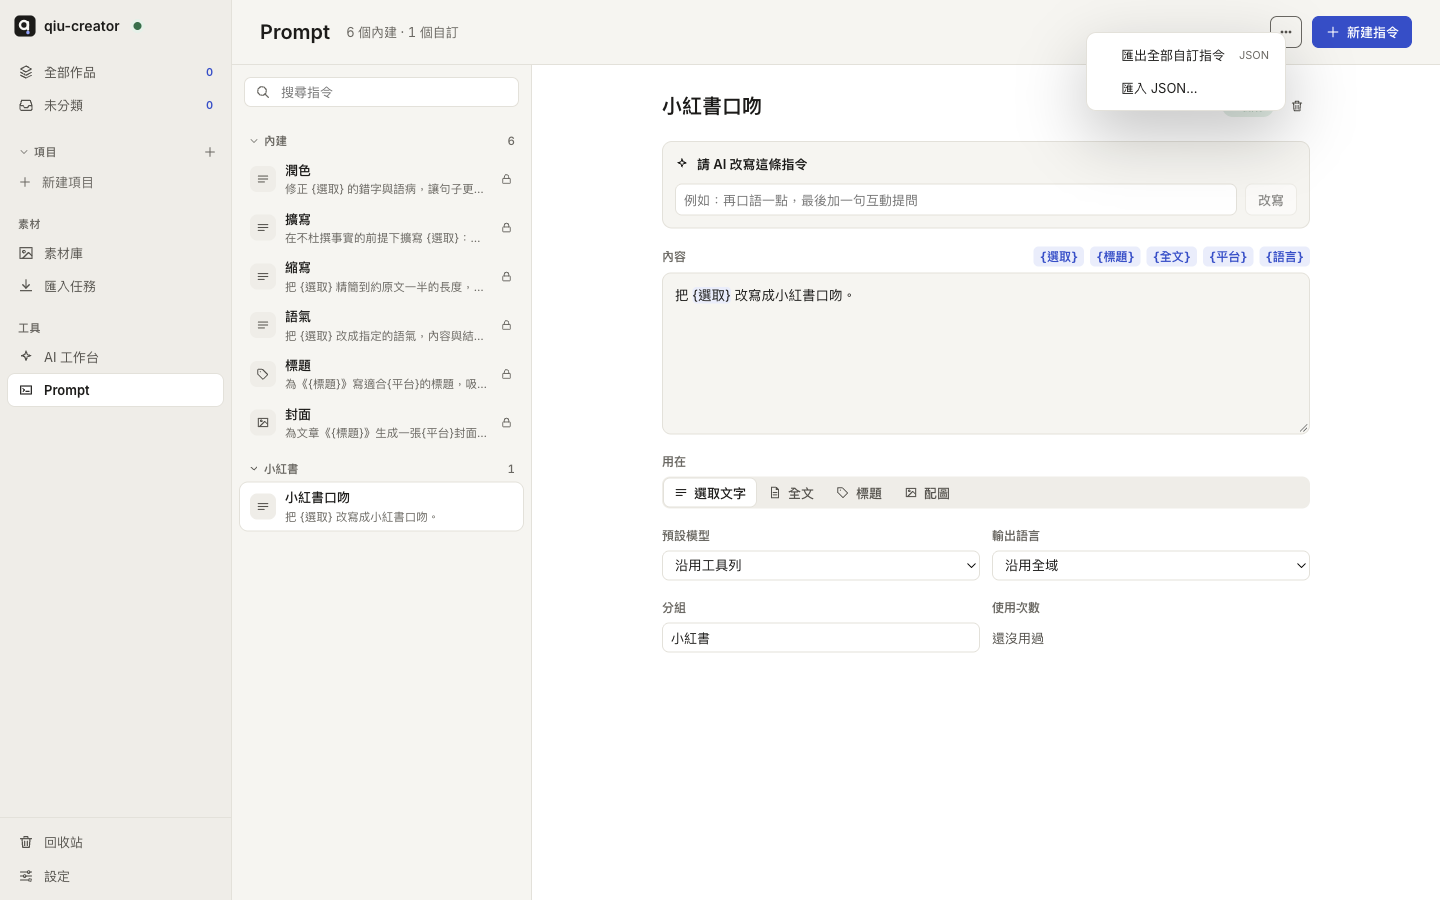 qiu-creator
全部作品 0
未分類 0
項目
新建項目
素材
素材庫
匯入任務
工具
AI 工作台
Prompt
回收站
設定
Prompt 6 個內建 · 1 個自訂
新建指令
匯出全部自訂指令 JSON
匯入 JSON...
搜尋指令
內建 6
潤色
修正 {選取} 的錯字與語病，讓句子更...
擴寫
在不杜撰事實的前提下擴寫 {選取}：...
縮寫
把 {選取} 精簡到約原文一半的長度，...
語氣
把 {選取} 改成指定的語氣，內容與結...
標題
為《{標題}》寫適合{平台}的標題，吸...
封面
為文章《{標題}》生成一張{平台}封面...
小紅書 1
小紅書口吻
把 {選取} 改寫成小紅書口吻。
小紅書口吻
請 AI 改寫這條指令
例如：再口語一點，最後加一句互動提問
改寫
內容 {選取} {標題} {全文} {平台} {語言}
把 {選取} 改寫成小紅書口吻。
用在
選取文字 全文 標題 配圖
預設模型 輸出語言
沿用工具列 沿用全域
分組 使用次數
小紅書 還沒用過